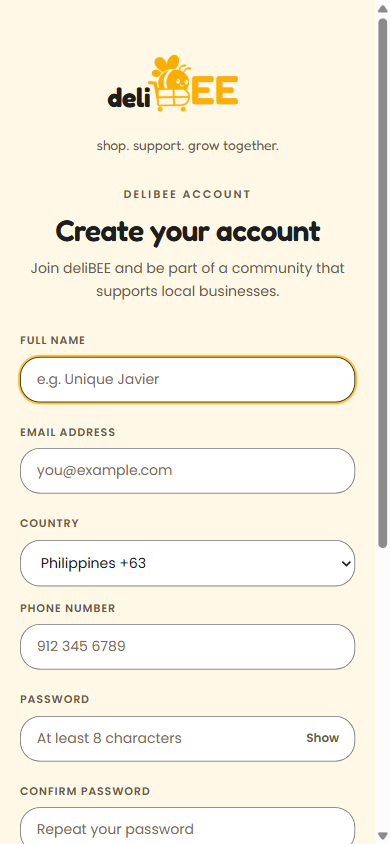 deliBEE
shop. support. grow together.
DELIBEE ACCOUNT
Create your account
Join deliBEE and be part of a community that
supports local businesses.
FULL NAME
e.g. Unique Javier
EMAIL ADDRESS
you@example.com
COUNTRY
Philippines +63
PHONE NUMBER
912 345 6789
PASSWORD
At least 8 characters
Show
CONFIRM PASSWORD
Repeat your password